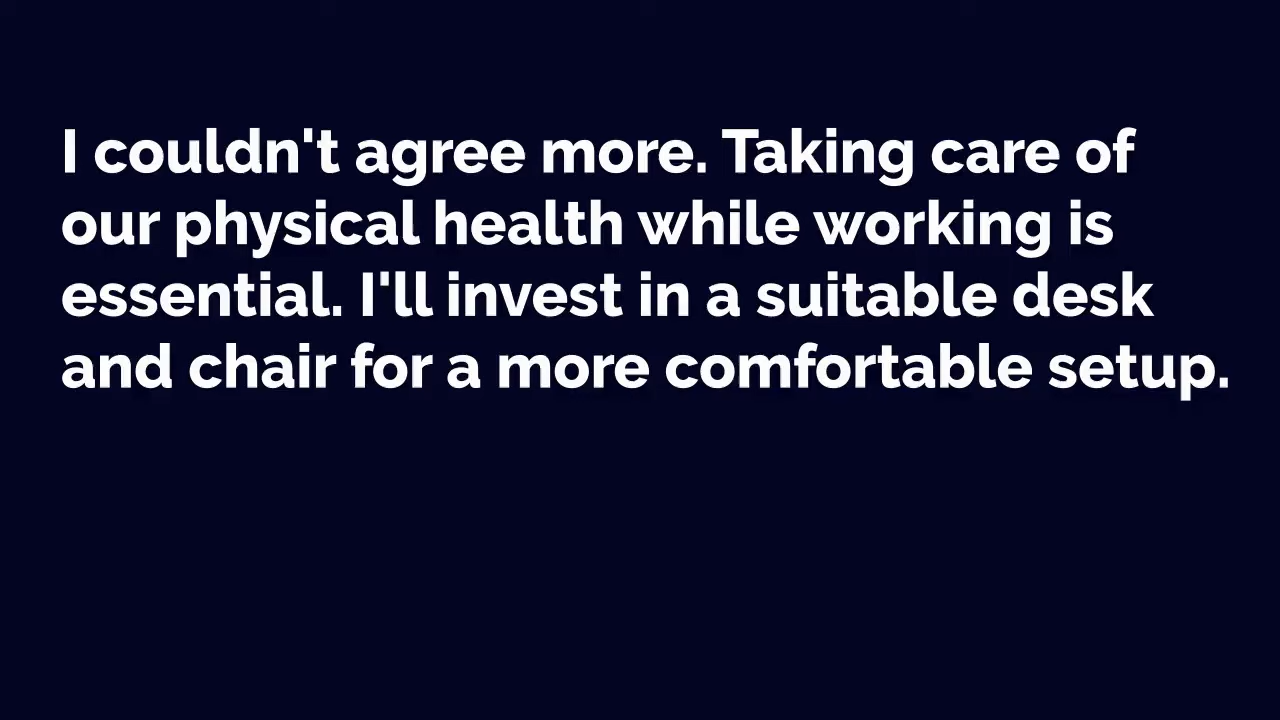 I couldn't agree more. Taking care of
our physical health while working is
essential. I'll invest in a suitable desk
and chair for a more comfortable setup.